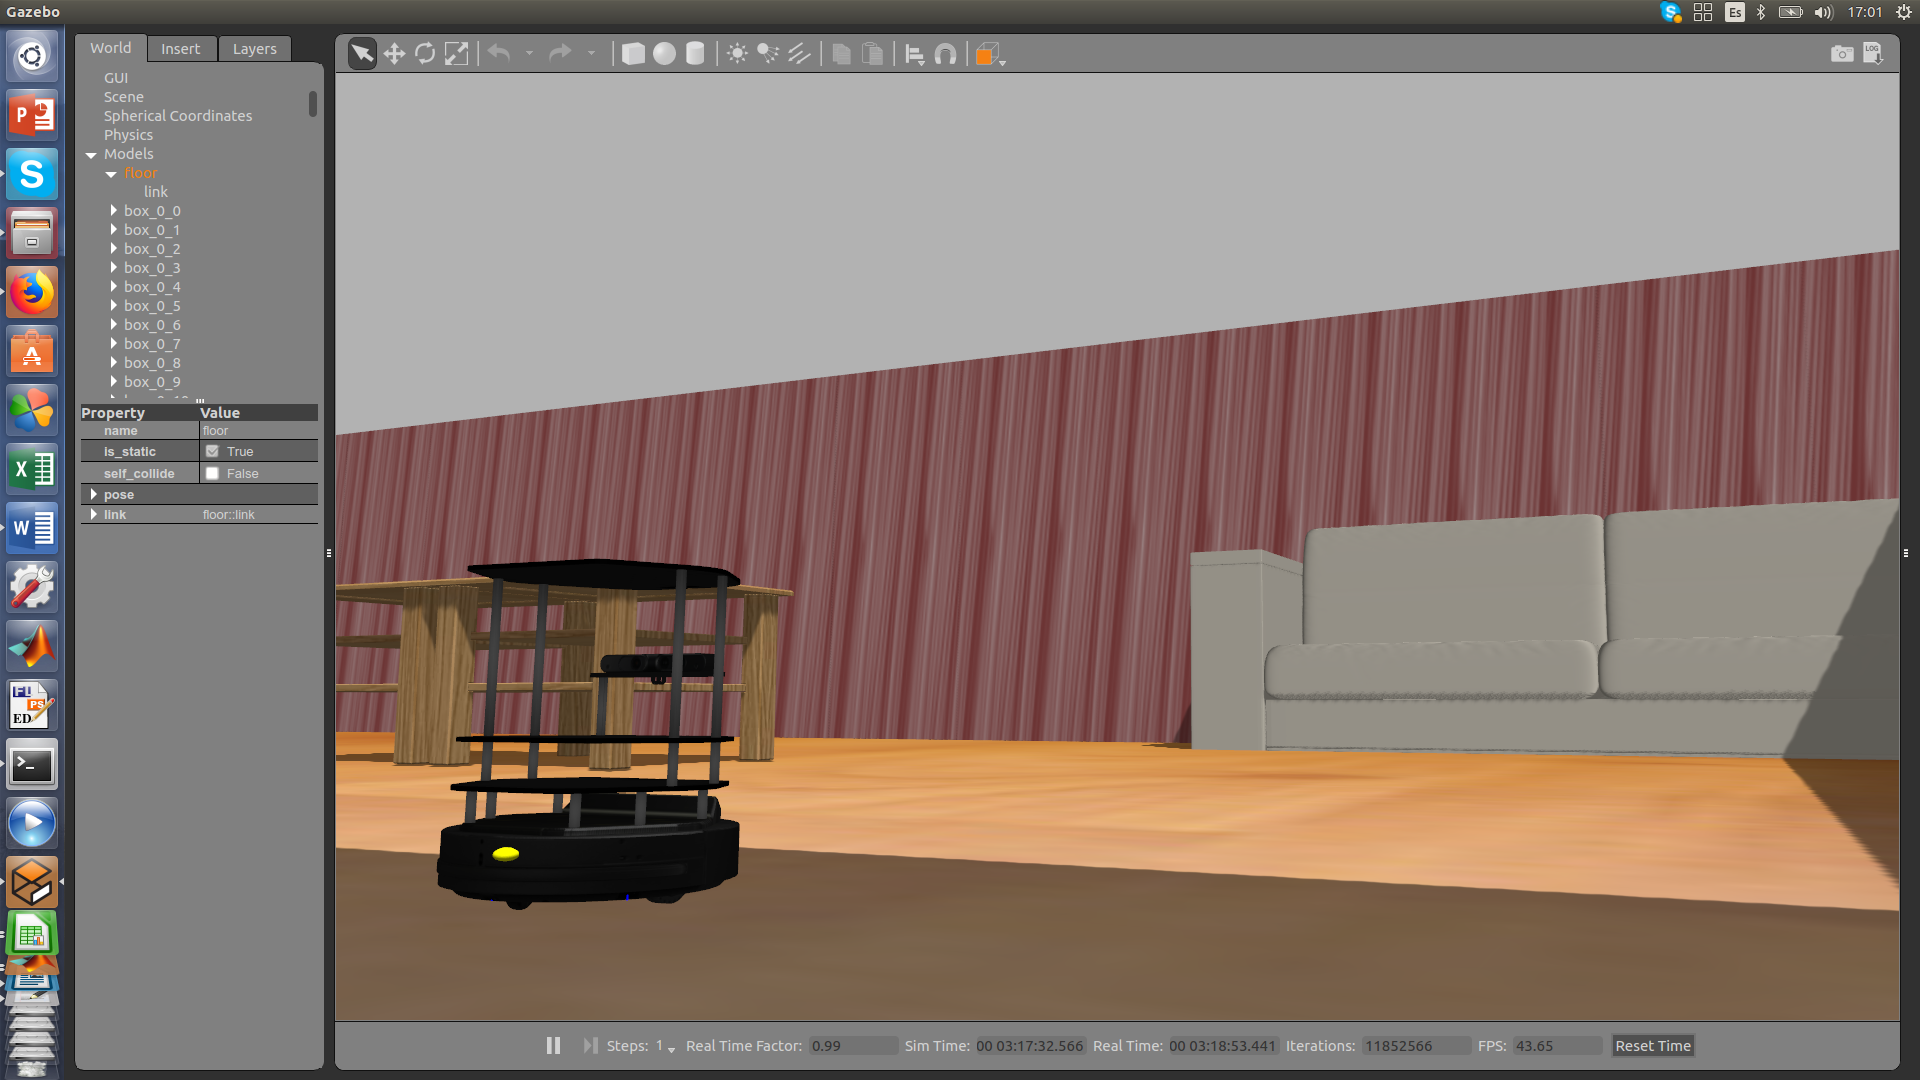 Gazebo
Es
17:01
World Insert Layers
LOG
GUI
Scene
Spherical Coordinates
Physics
Models
floor
link
box_0_0
box_0_1
box_0_2
box_0_3
box_0_4
box_0_5
box_0_6
box_0_7
box_0_8
box_0_9
Property Value
name floor
is_static True
self_collide False
pose
link floor::link
Steps: 1 Real Time Factor: 0.99 Sim Time: 00 03:17:32.566 Real Time: 00 03:18:53.441 Iterations: 11852566 FPS: 43.65 Reset Time